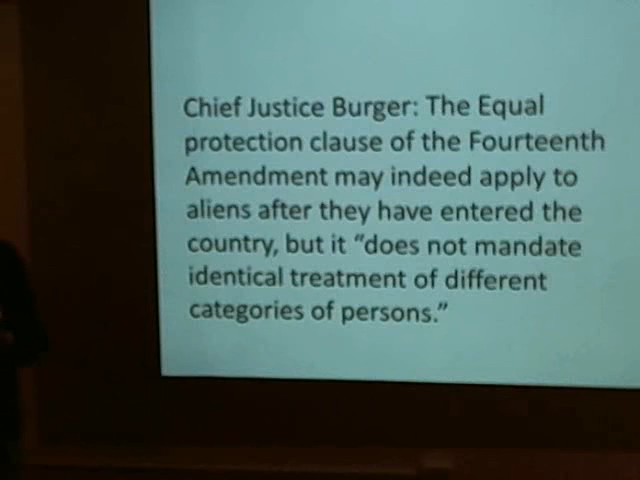 Chief Justice Burger: The Equal
protection clause of the Fourteenth
Amendment may indeed apply to
aliens after they have entered the
country, but it “does not mandate
identical treatment of different
categories of persons.”